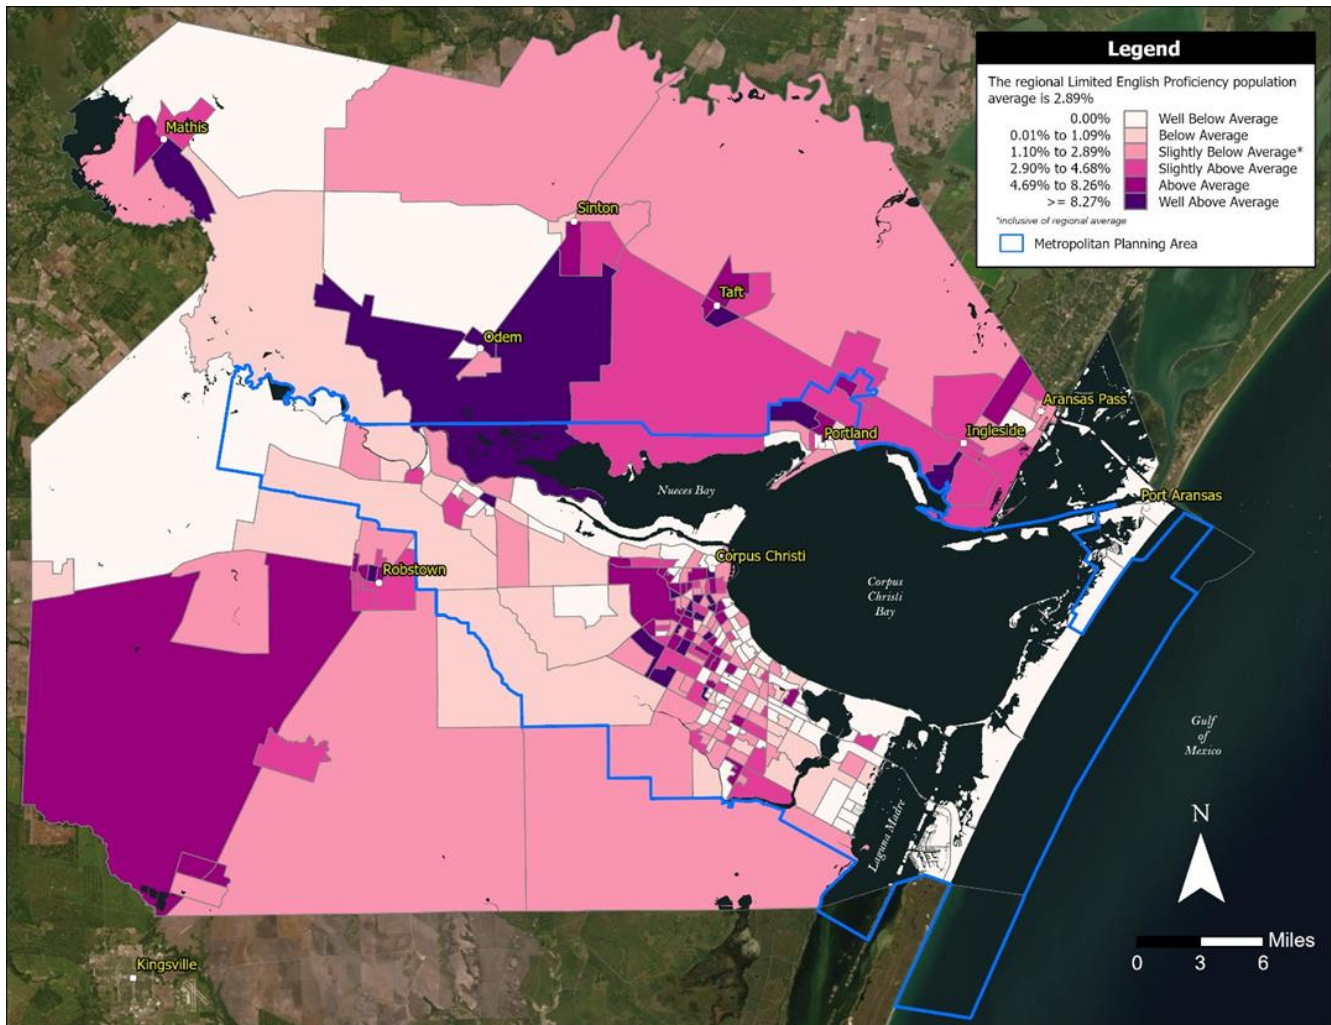 Legend
The regional Limited English Proficiency population
average is 2.89%
0.00% Well Below Average
0.01% to 1.09% Below Average
1.10% to 2.89% Slightly Below Average*
2.90% to 4.68% Slightly Above Average
4.69% to 8.26% Above Average
>= 8.27% Well Above Average
*inclusive of regional average
Metropolitan Planning Area
Mathis
Sinton
Taft
Odem
Aransas Pass
Portland
Ingleside
Nueces Bay
Port Aransas
Corpus Christi
Robstown
Corpus
Christi
Bay
Gulf
of
Mexico
Laguna Madre
N
Miles
0 3 6
Kingsville